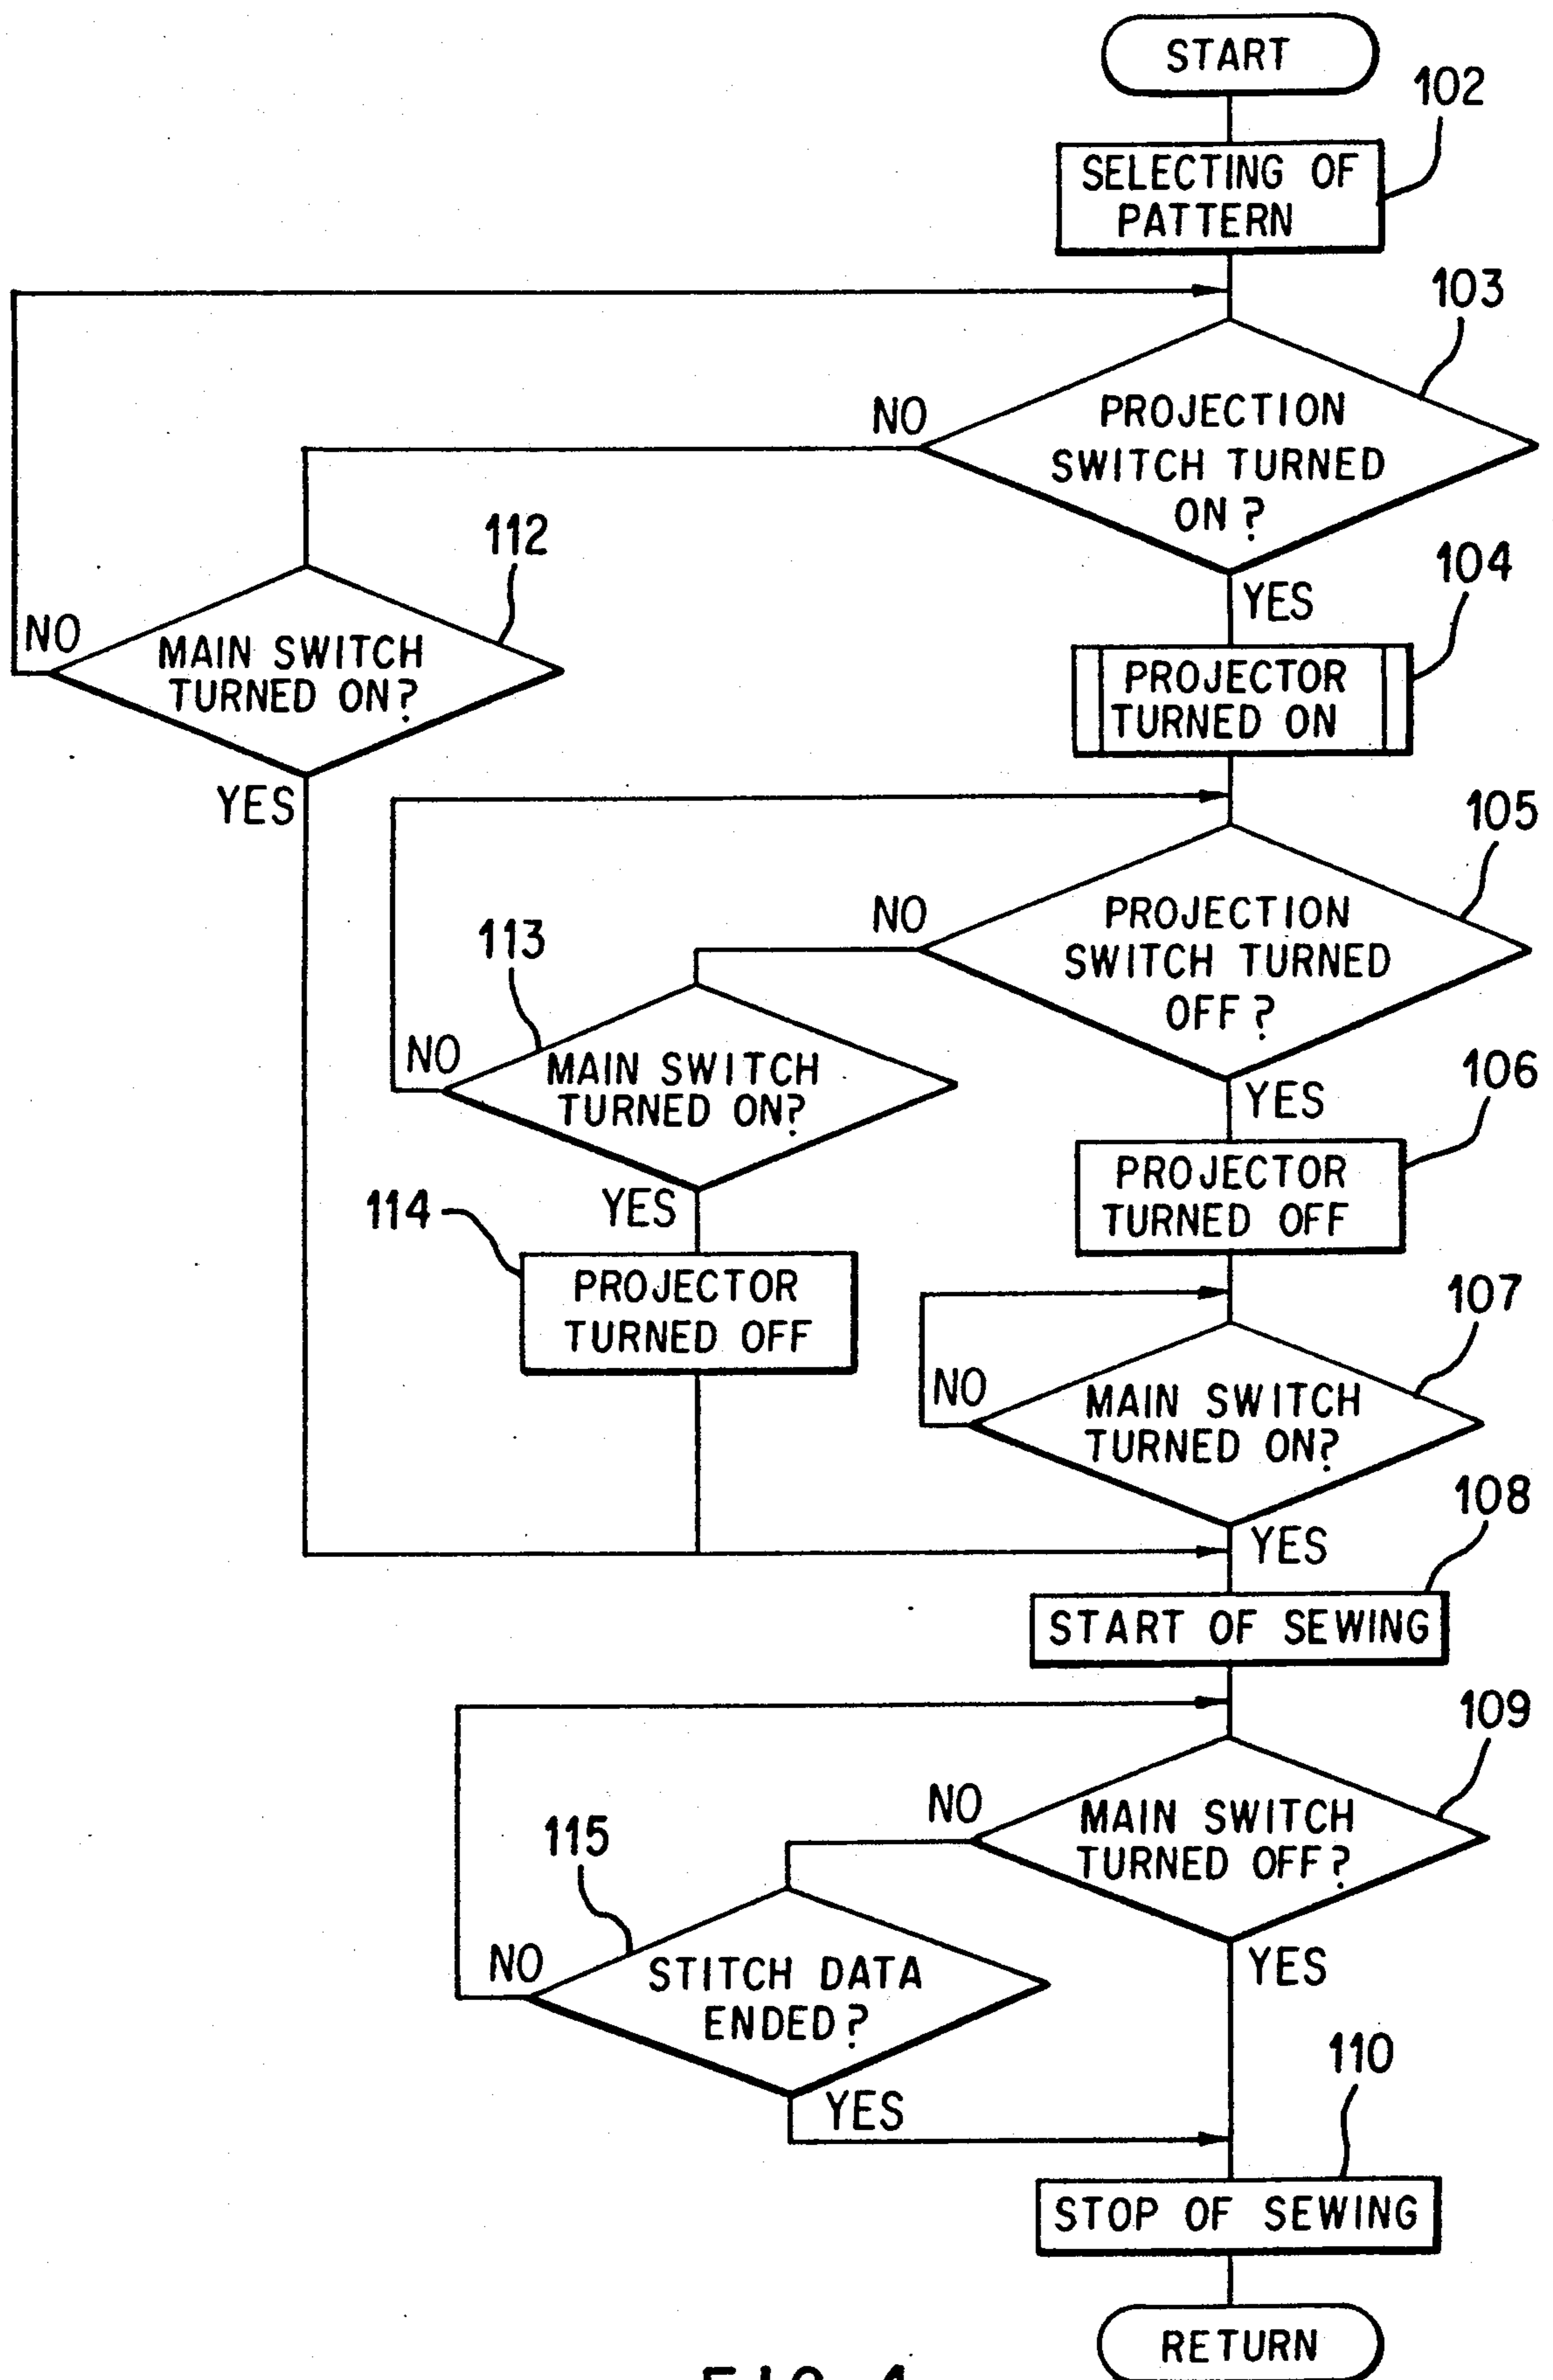 START
102
SELECTING OF
PATTERN
103
NO
PROJECTION
SWITCH TURNED
ON?
112
YES
104
NO
MAIN SWITCH
TURNED ON?
PROJECTOR
TURNED ON
YES
105
NO
PROJECTION
SWITCH TURNED
OFF?
113
NO
MAIN SWITCH
TURNED ON?
YES
106
PROJECTOR
TURNED OFF
114
YES
PROJECTOR
TURNED OFF
107
NO
MAIN SWITCH
TURNED ON?
108
YES
START OF SEWING
109
NO
MAIN SWITCH
TURNED OFF?
115
NO
STITCH DATA
ENDED?
YES
YES
110
STOP OF SEWING
RETURN